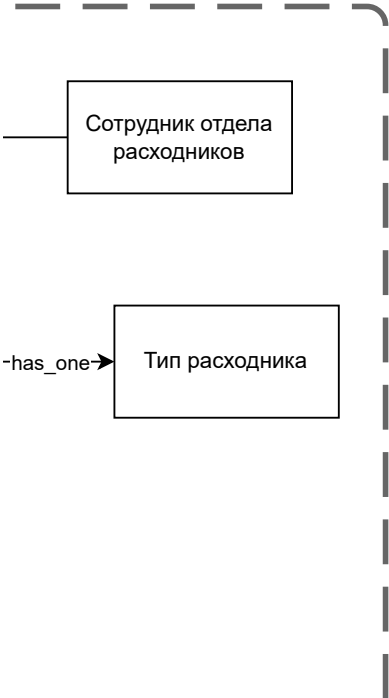 Сотрудник отдела
расходников
has_one
Тип расходника